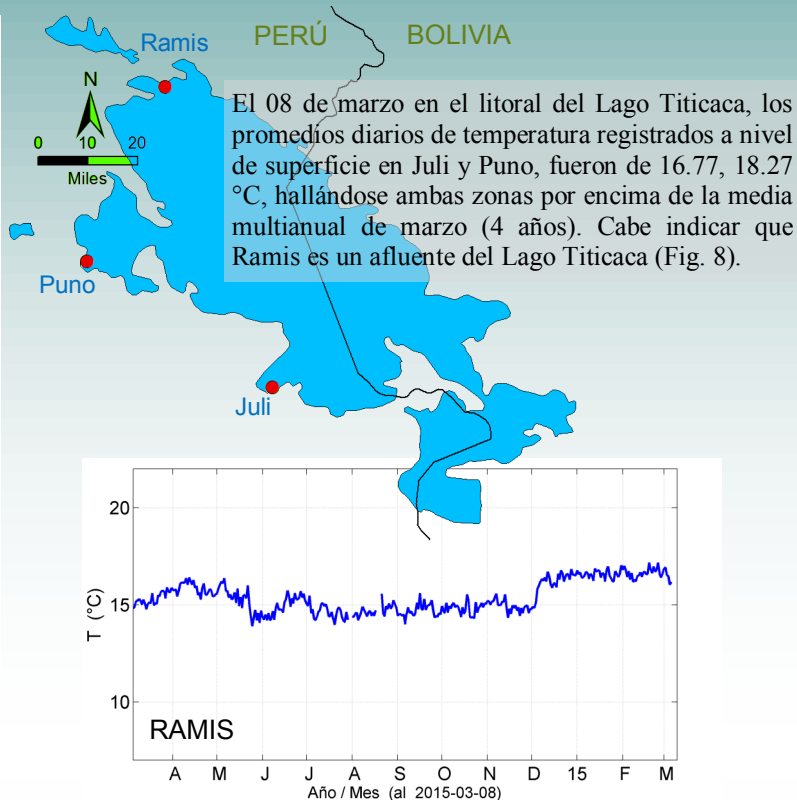 Ramis
PERÚ
BOLIVIA
N
0 10 20
Miles
El 08 de marzo en el litoral del Lago Titicaca, los
promedios diarios de temperatura registrados a nivel
de superficie en Juli y Puno, fueron de 16.77, 18.27
°C, hallándose ambas zonas por encima de la media
multianual de marzo (4 años). Cabe indicar que
Ramis es un afluente del Lago Titicaca (Fig. 8).
Puno
Juli
20
15
10
T (°C)
RAMIS
A M J J A S O N D 15 F M
Año / Mes (al 2015-03-08)